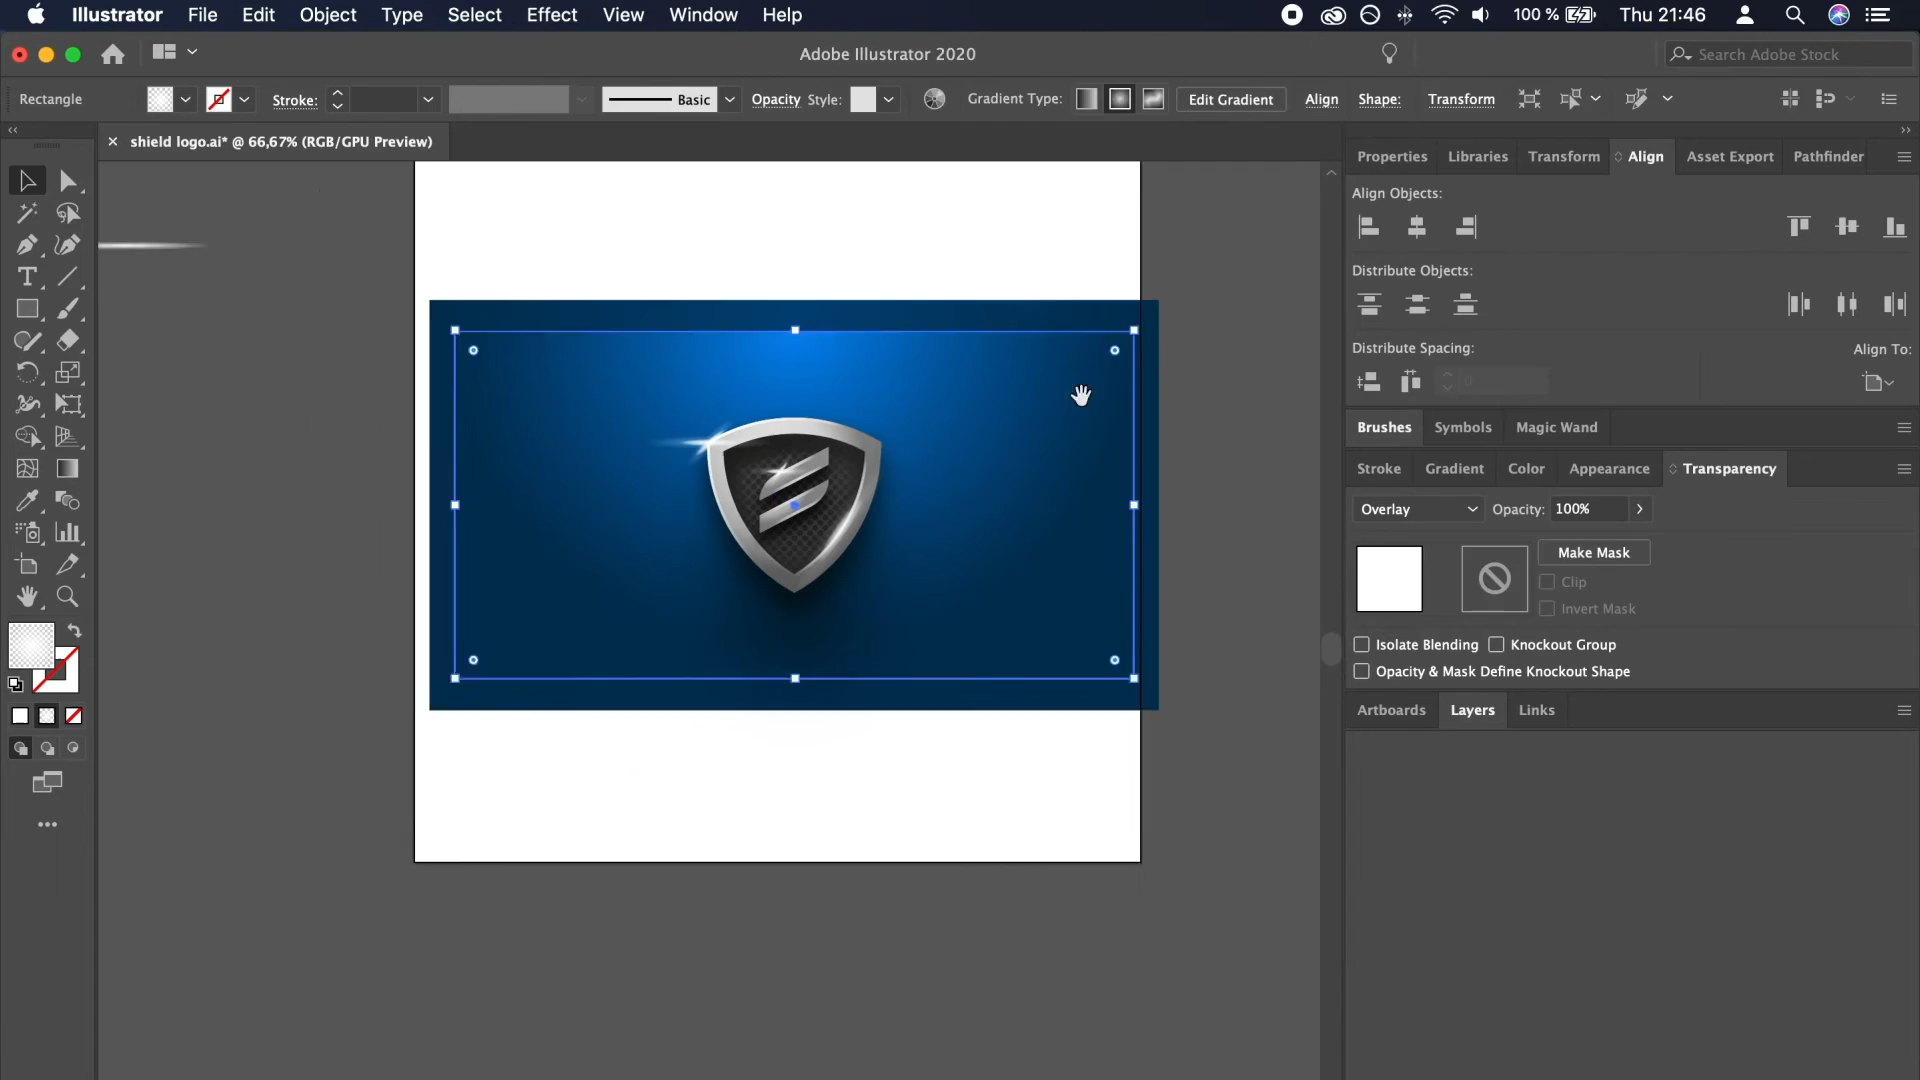 Illustrator File Edit Object Type Select Effect View Window Help 100 % Thu 21:46
Adobe Illustrator 2020 Search Adobe Stock
Rectangle Stroke: Basic Opacity Style: Gradient Type: Edit Gradient Align Shape: Transform
× shield logo.ai* @ 66,67% (RGB/GPU Preview)
Properties Libraries Transform Align Asset Export Pathfinder
Align Objects:
Distribute Objects:
Distribute Spacing: Align To:
0
Brushes Symbols Magic Wand
Stroke Gradient Color Appearance Transparency
Overlay Opacity: 100%
Make Mask
Clip
Invert Mask
Isolate Blending Knockout Group
Opacity & Mask Define Knockout Shape
Artboards Layers Links